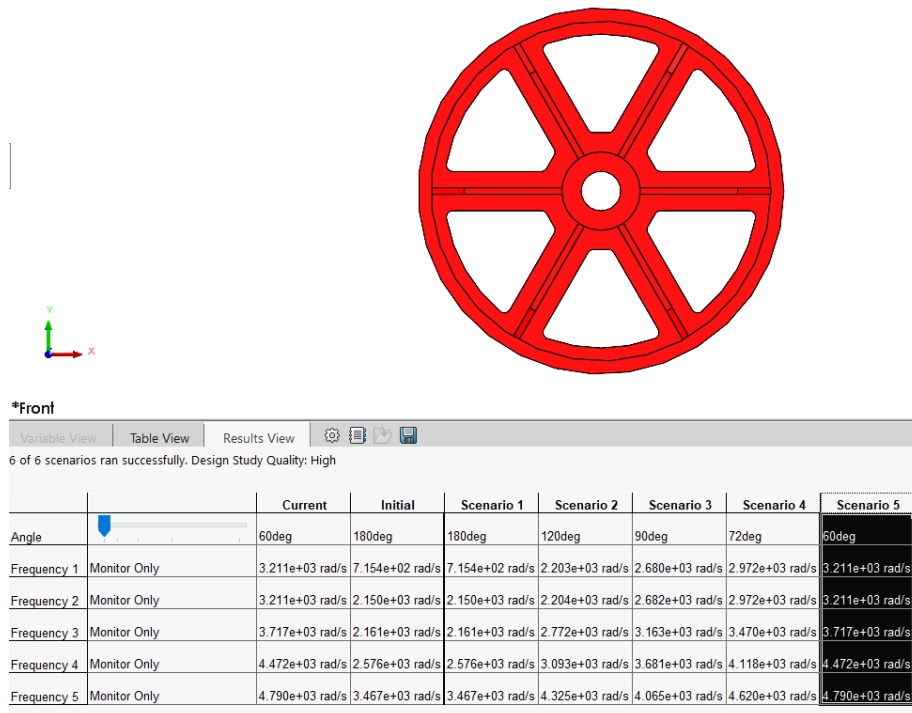 Y
X
*Front
Variable View Table View Results View
6 of 6 scenarios ran successfully. Design Study Quality: High
Current Initial Scenario 1 Scenario 2 Scenario 3 Scenario 4 Scenario 5
Angle 60deg 180deg 180deg 120deg 90deg 72deg 60deg
Frequency 1 Monitor Only 3.211e+03 rad/s 7.154e+02 rad/s 7.154e+02 rad/s 2.203e+03 rad/s 2.680e+03 rad/s 2.972e+03 rad/s 3.211e+03 rad/s
Frequency 2 Monitor Only 3.211e+03 rad/s 2.150e+03 rad/s 2.150e+03 rad/s 2.204e+03 rad/s 2.682e+03 rad/s 2.972e+03 rad/s 3.211e+03 rad/s
Frequency 3 Monitor Only 3.717e+03 rad/s 2.161e+03 rad/s 2.161e+03 rad/s 2.772e+03 rad/s 3.163e+03 rad/s 3.470e+03 rad/s 3.717e+03 rad/s
Frequency 4 Monitor Only 4.472e+03 rad/s 2.576e+03 rad/s 2.576e+03 rad/s 3.093e+03 rad/s 3.681e+03 rad/s 4.118e+03 rad/s 4.472e+03 rad/s
Frequency 5 Monitor Only 4.790e+03 rad/s 3.467e+03 rad/s 3.467e+03 rad/s 4.325e+03 rad/s 4.065e+03 rad/s 4.620e+03 rad/s 4.790e+03 rad/s